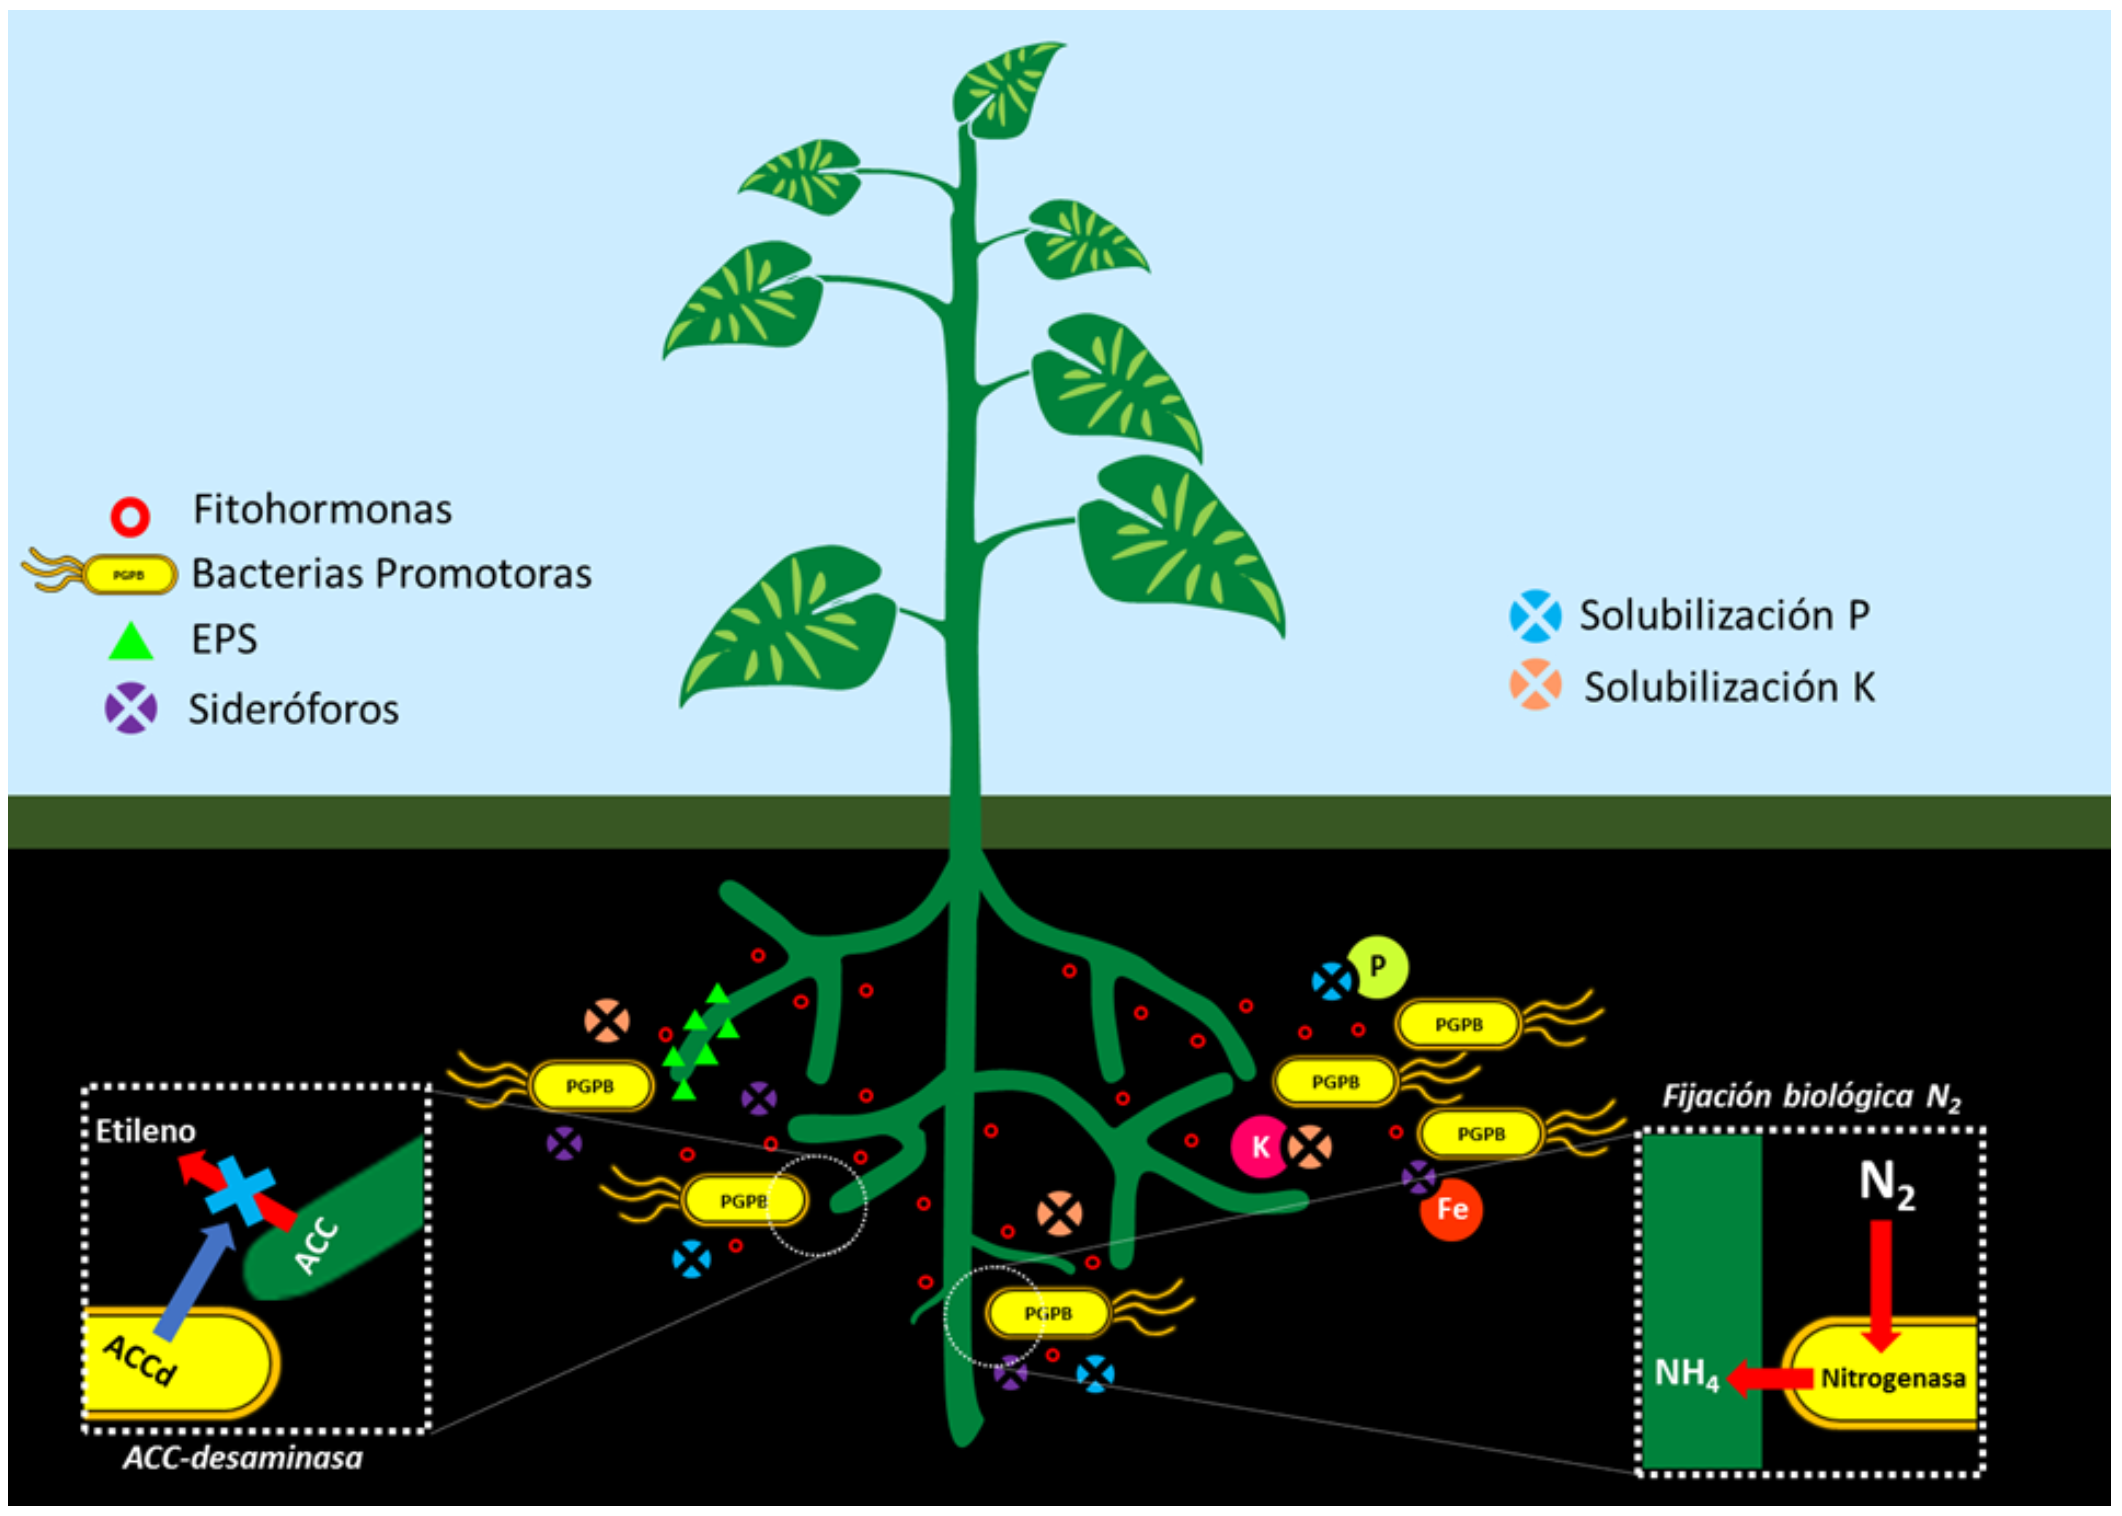 Fitohormonas
PGPB
Bacterias Promotoras
EPS
Sideróforos
Solubilización P
Solubilización K
P
PGPB
PGPB
PGPB
PGPB
K
Fe
PGPB
PGPB
Etileno
ACC
ACCd
ACC-desaminasa
Fijación biológica N₂
N₂
NH₄
Nitrogenasa